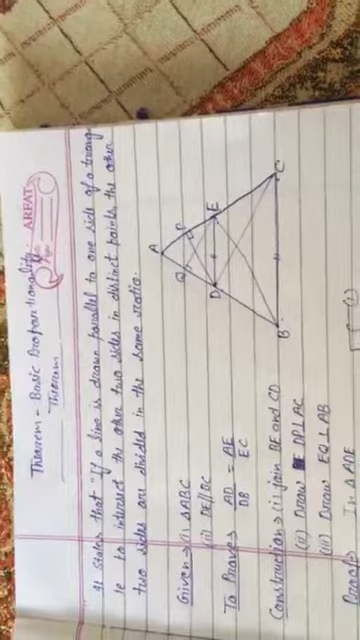 Theorem - Basic Proportionality
Theorem
ARFAT
It states that "If a line is drawn parallel to one side of a triang
le to intersect the other two sides in distinct points, the other
two sides are divided in the same ratio.
Given → (i) ΔABC
(ii) DE//BC
To Prove → AD/DB = AE/EC
Construction → (i) join BE and CD
(ii) Draw DP⊥AC
(iii) Draw EQ⊥AB
Proof → In ΔADE
A
Q
P
D
E
B
C